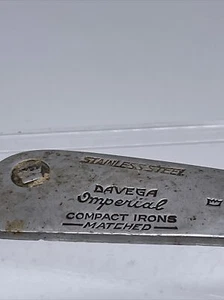 STAINLESS STEEL
DAVEGA
Imperial
COMPACT IRONS
MATCHED